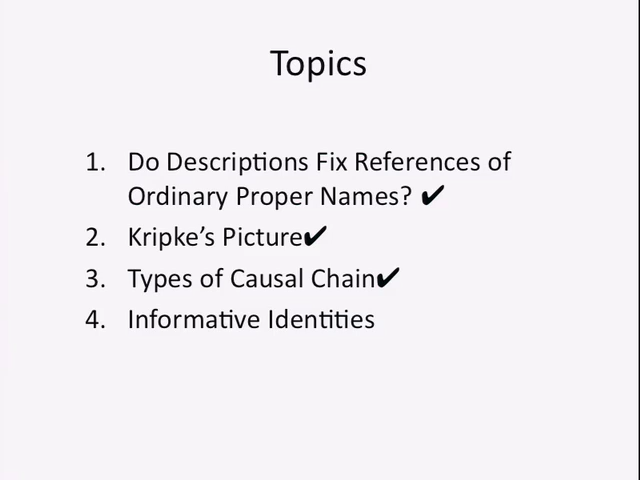 Topics
1. Do Descriptions Fix References of
Ordinary Proper Names? ✔
2. Kripke's Picture✔
3. Types of Causal Chain✔
4. Informative Identities